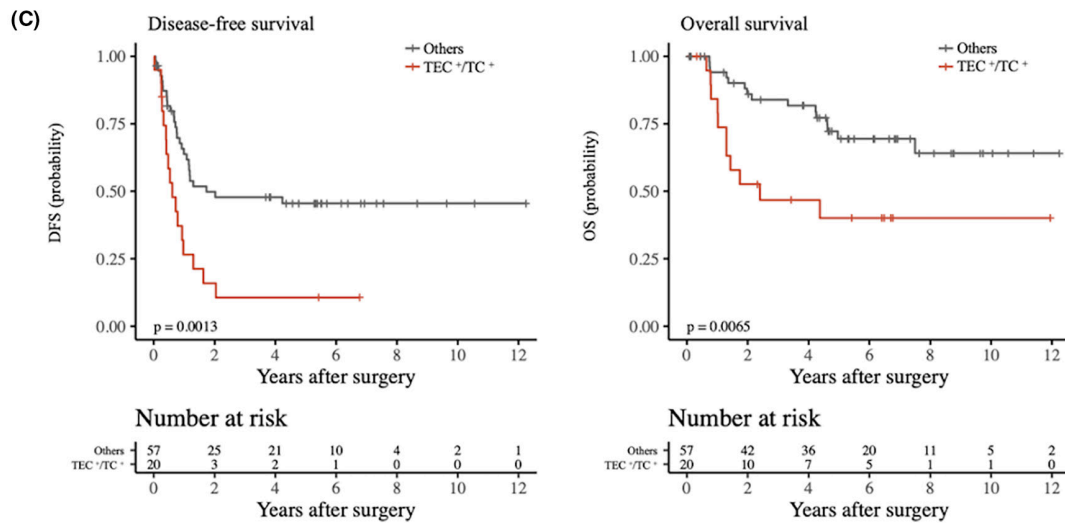 (C)
Disease-free survival
Others
TEC +/TC +
DFS (probability)
1.00
0.75
0.50
0.25
0.00
p = 0.0013
0 2 4 6 8 10 12
Years after surgery
Number at risk
Others 57 25 21 10 4 2 1
TEC +/TC + 20 3 2 1 0 0 0
0 2 4 6 8 10 12
Years after surgery
Overall survival
Others
TEC +/TC +
OS (probability)
1.00
0.75
0.50
0.25
0.00
p = 0.0065
0 2 4 6 8 10 12
Years after surgery
Number at risk
Others 57 42 36 20 11 5 2
TEC +/TC + 20 10 7 5 1 1 0
0 2 4 6 8 10 12
Years after surgery